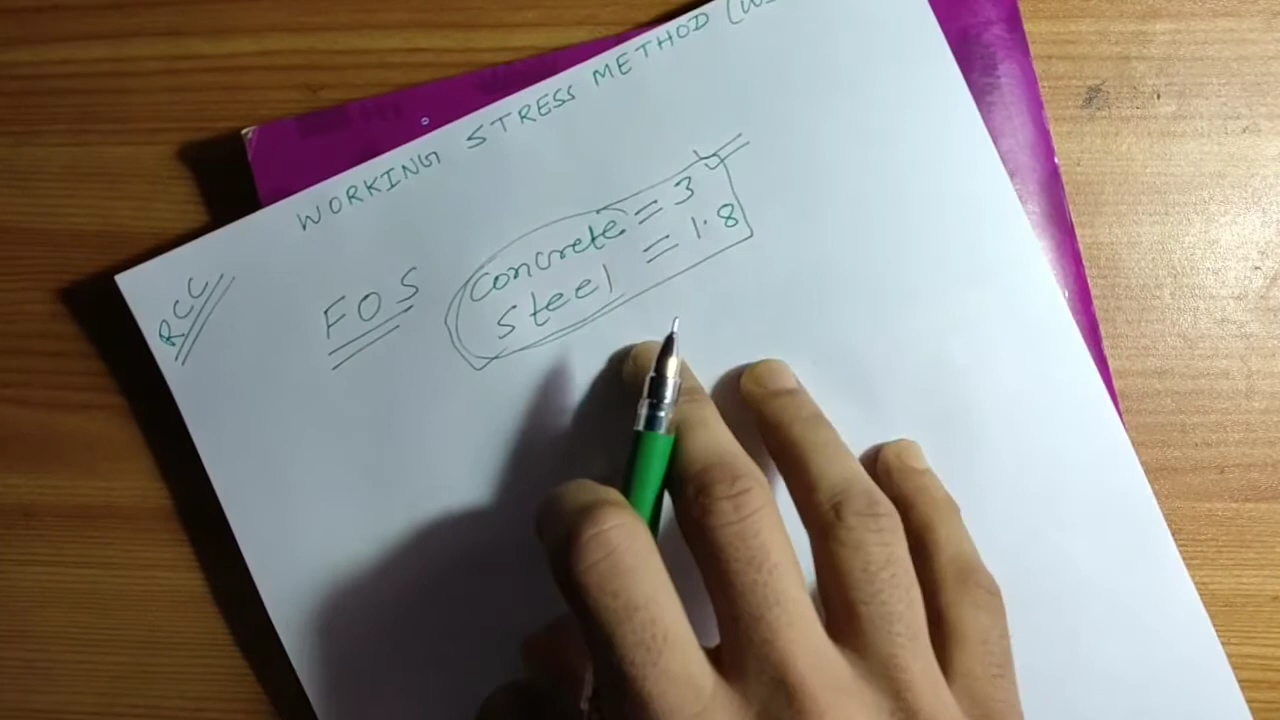 WORKING STRESS METHOD (W
RCC
FOS
concrete = 3
steel = 1.8